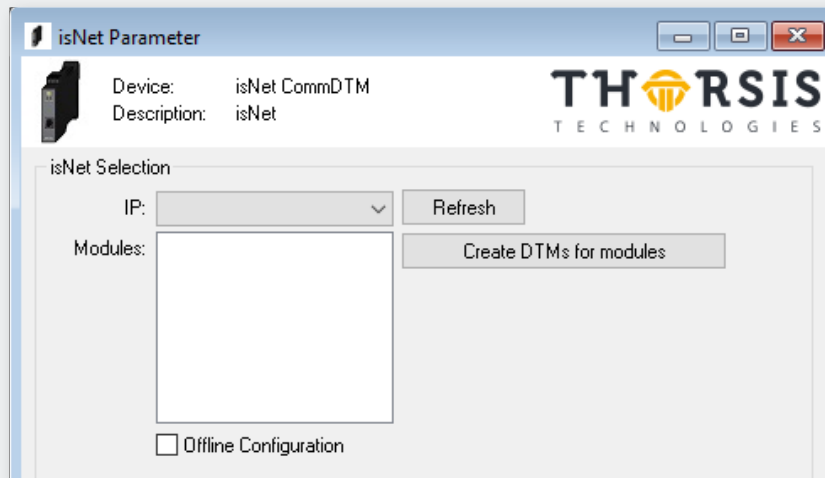 isNet Parameter
Device: isNet CommDTM
Description: isNet
THORSIS
TECHNOLOGIES
isNet Selection
IP: Refresh
Modules: Create DTMs for modules
Offline Configuration